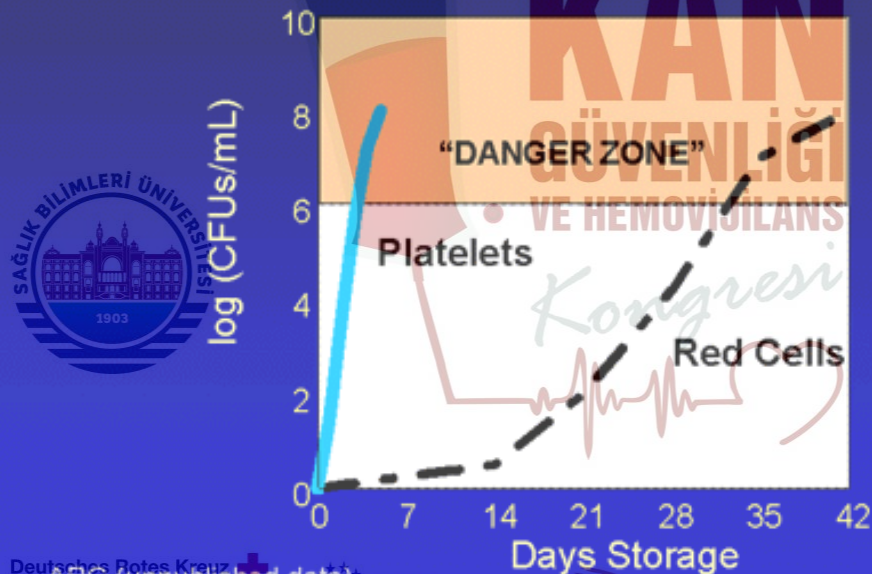 10
KAN
log (CFUs/mL)
8
"DANGER ZONE"
GÜVENLİĞİ
6
VE HEMOVİJİLANS
SAĞLIK BİLİMLERİ ÜNİVERSİTESİ
Platelets
Kongresi
4
1903
Red Cells
2
0
0 7 14 21 28 35 42
Days Storage
Deutsches Rotes Kreuz